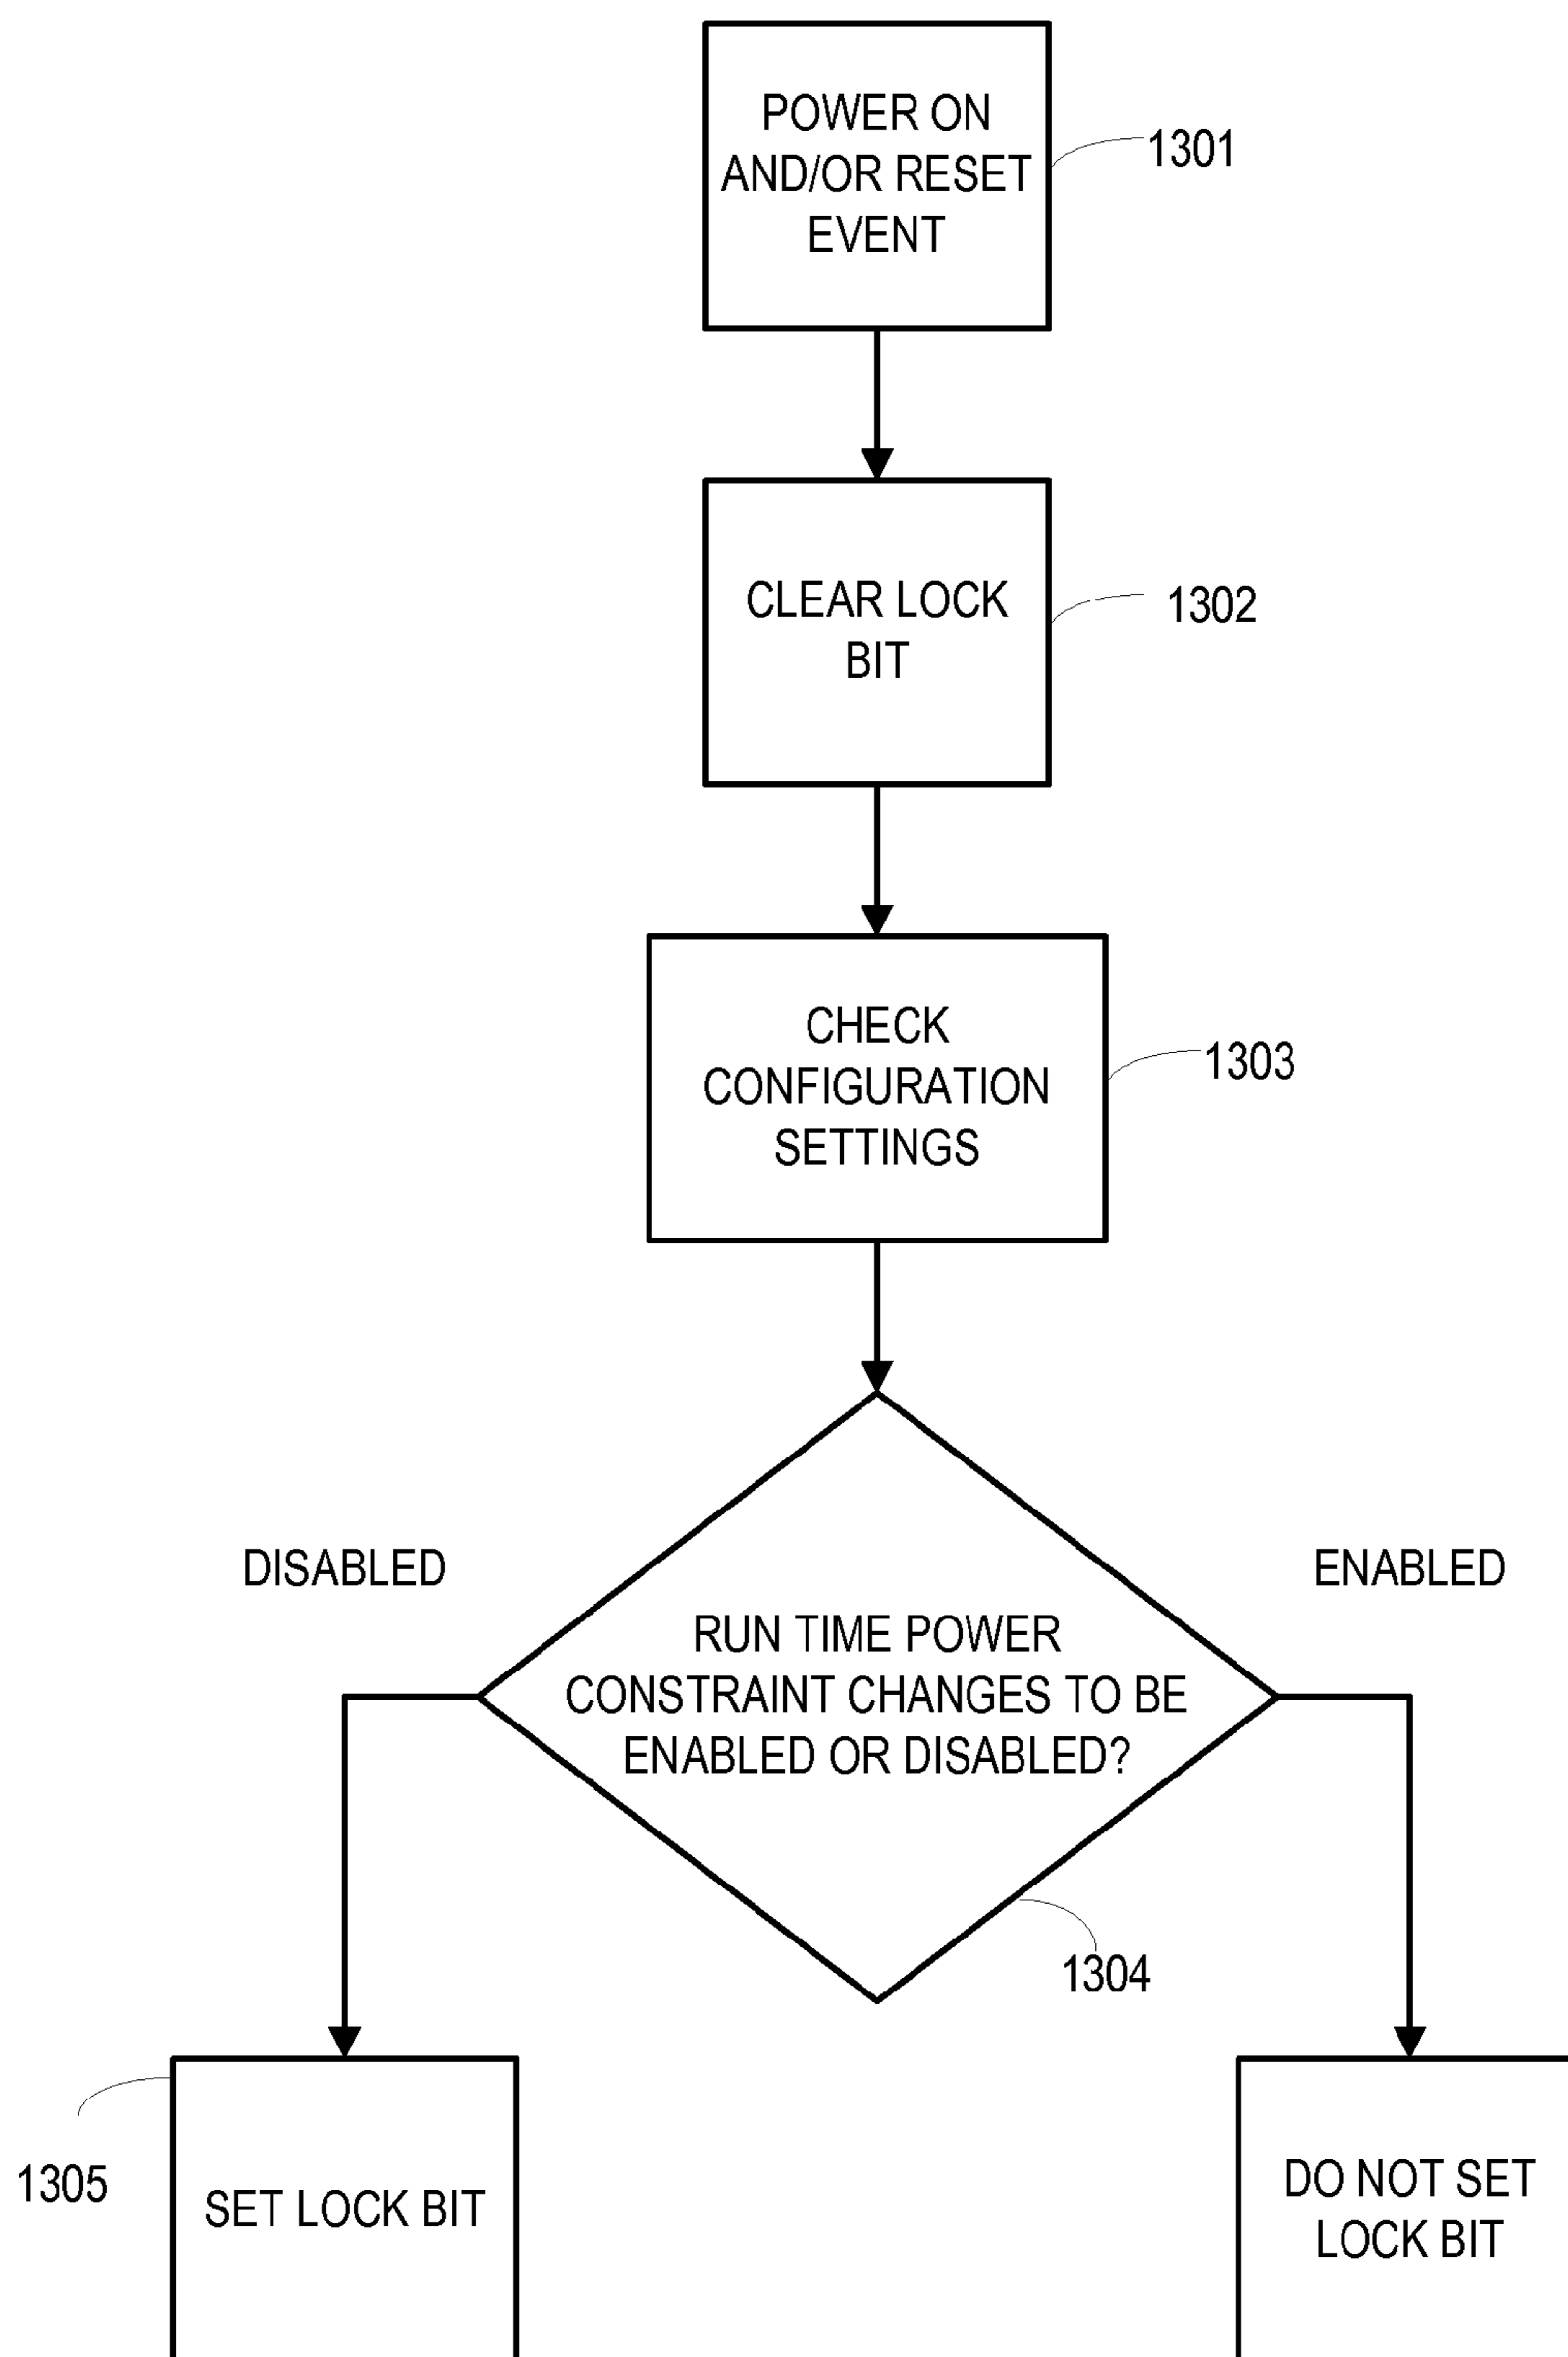 POWER ON
AND/OR RESET
EVENT
1301
CLEAR LOCK
BIT
1302
CHECK
CONFIGURATION
SETTINGS
1303
DISABLED
ENABLED
RUN TIME POWER
CONSTRAINT CHANGES TO BE
ENABLED OR DISABLED?
1304
1305
SET LOCK BIT
DO NOT SET
LOCK BIT